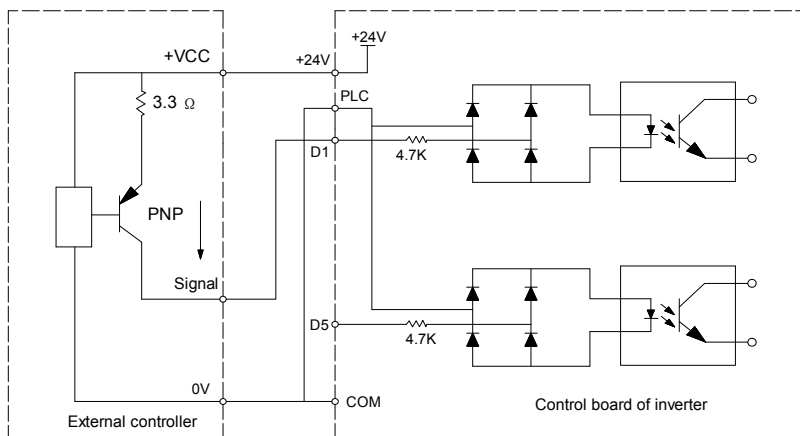 +24V
+VCC
+24V
3.3 Ω
PLC
D1
4.7K
PNP
Signal
D5
4.7K
0V
COM
External controller
Control board of inverter